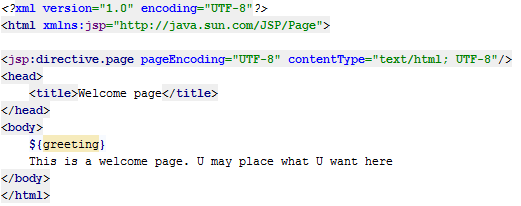 <?xml version="1.0" encoding="UTF-8"?>
<html xmlns:jsp="http://java.sun.com/JSP/Page">
<jsp:directive.page pageEncoding="UTF-8" contentType="text/html; UTF-8"/>
<head>
<title>Welcome page</title>
</head>
<body>
${greeting}
This is a welcome page. U may place what U want here
</body>
</html>